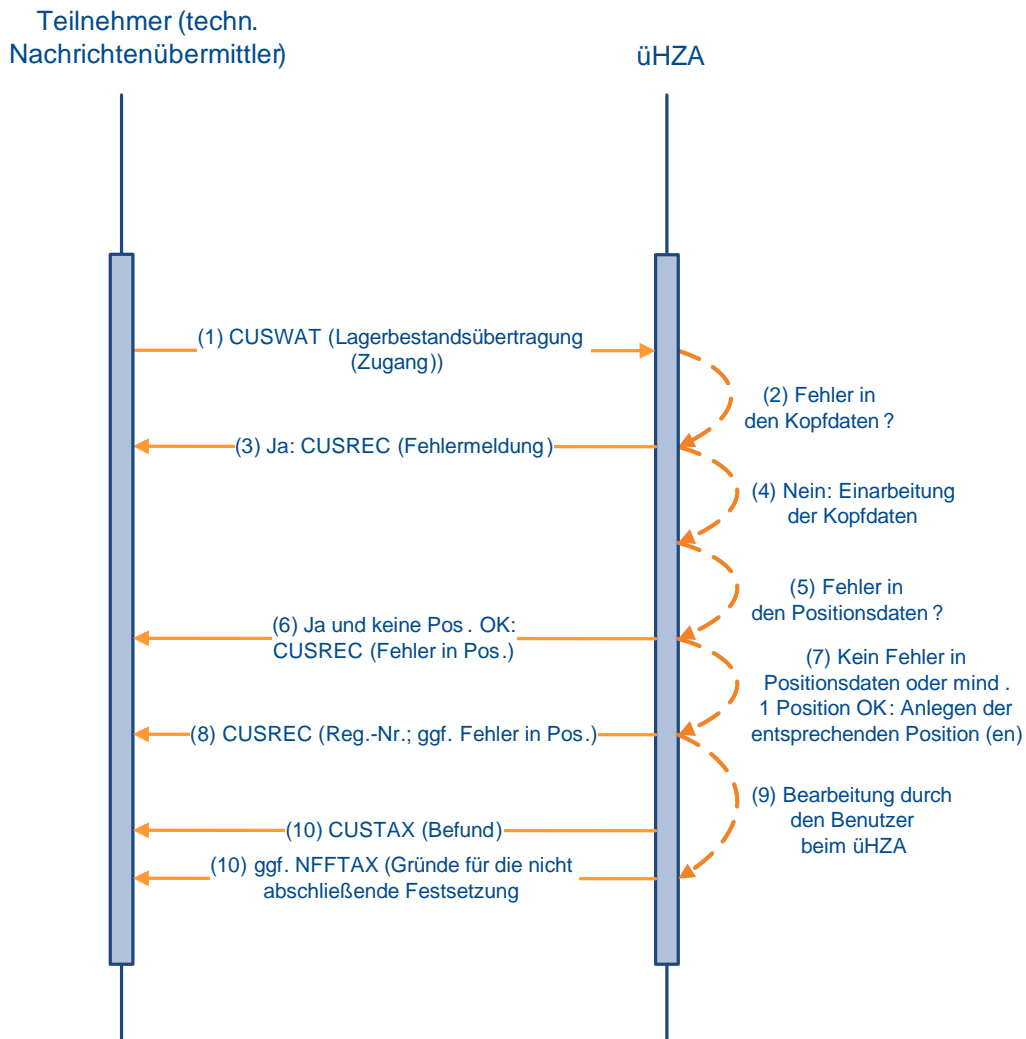 Teilnehmer (techn.
Nachrichtenübermittler)
üHZA
(1) CUSWAT (Lagerbestandsübertragung
(Zugang))
(2) Fehler in
den Kopfdaten ?
(3) Ja: CUSREC (Fehlermeldung)
(4) Nein: Einarbeitung
der Kopfdaten
(5) Fehler in
den Positionsdaten ?
(6) Ja und keine Pos. OK:
CUSREC (Fehler in Pos.)
(7) Kein Fehler in
Positionsdaten oder mind.
1 Position OK: Anlegen der
entsprechenden Position (en)
(8) CUSREC (Reg.-Nr.; ggf. Fehler in Pos.)
(9) Bearbeitung durch
den Benutzer
beim üHZA
(10) CUSTAX (Befund)
(10) ggf. NFFTAX (Gründe für die nicht
abschließende Festsetzung